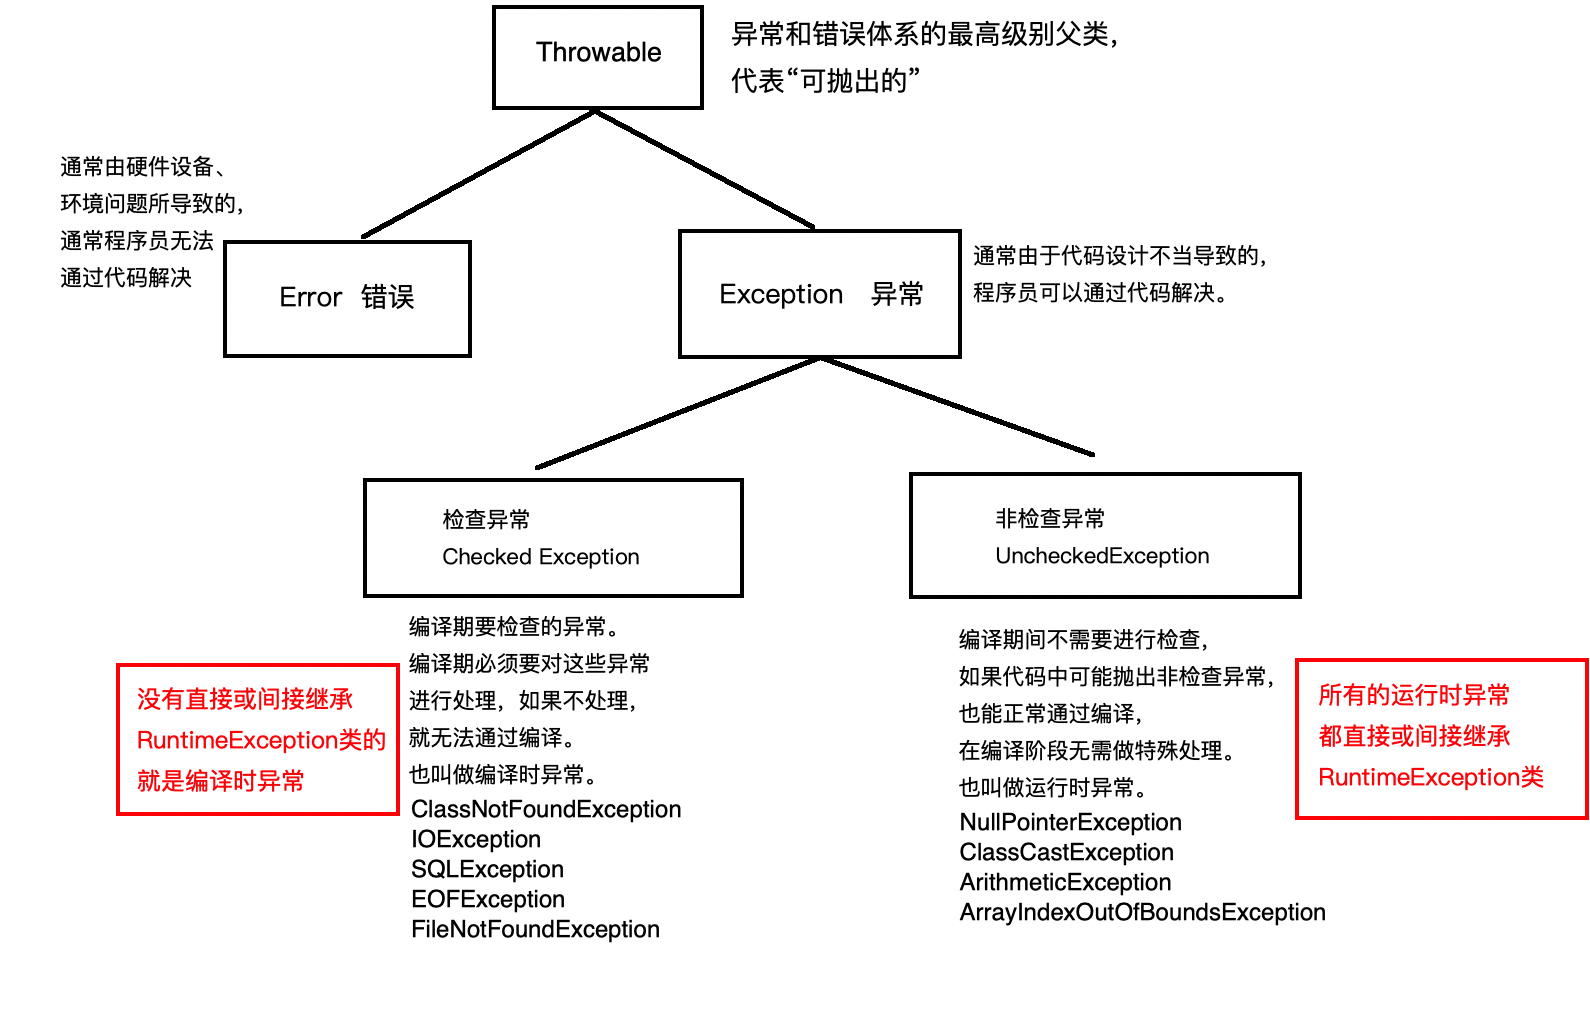 Throwable
异常和错误体系的最高级别父类，
代表“可抛出的”
通常由硬件设备、
环境问题所导致的，
通常程序员无法
通过代码解决
Error 错误
Exception 异常
通常由于代码设计不当导致的，
程序员可以通过代码解决。
检查异常
Checked Exception
非检查异常
UncheckedException
没有直接或间接继承
RuntimeException类的
就是编译时异常
编译期要检查的异常。
编译期必须要对这些异常
进行处理，如果不处理，
就无法通过编译。
也叫做编译时异常。
ClassNotFoundException
IOException
SQLException
EOFException
FileNotFoundException
编译期间不需要进行检查，
如果代码中可能抛出非检查异常，
也能正常通过编译，
在编译阶段无需做特殊处理。
也叫做运行时异常。
NullPointerException
ClassCastException
ArithmeticException
ArrayIndexOutOfBoundsException
所有的运行时异常
都直接或间接继承
RuntimeException类